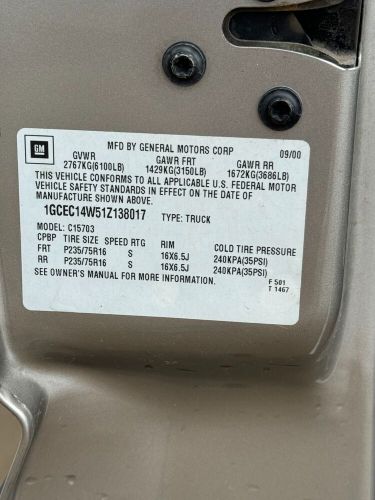 GM
MFD BY GENERAL MOTORS CORP 09/00
GVWR GAWR FRT GAWR RR
2767KG(6100LB) 1429KG(3150LB) 1672KG(3686LB)
THIS VEHICLE CONFORMS TO ALL APPLICABLE U.S. FEDERAL MOTOR
VEHICLE SAFETY STANDARDS IN EFFECT ON THE DATE OF
MANUFACTURE SHOWN ABOVE.
1GCEC14W51Z138017 TYPE: TRUCK
MODEL: C15703
CPBP TIRE SIZE SPEED RTG RIM COLD TIRE PRESSURE
FRT P235/75R16 S 16X6.5J 240KPA(35PSI)
RR P235/75R16 S 16X6.5J 240KPA(35PSI)
SEE OWNER'S MANUAL FOR MORE INFORMATION. F 501
T 1467